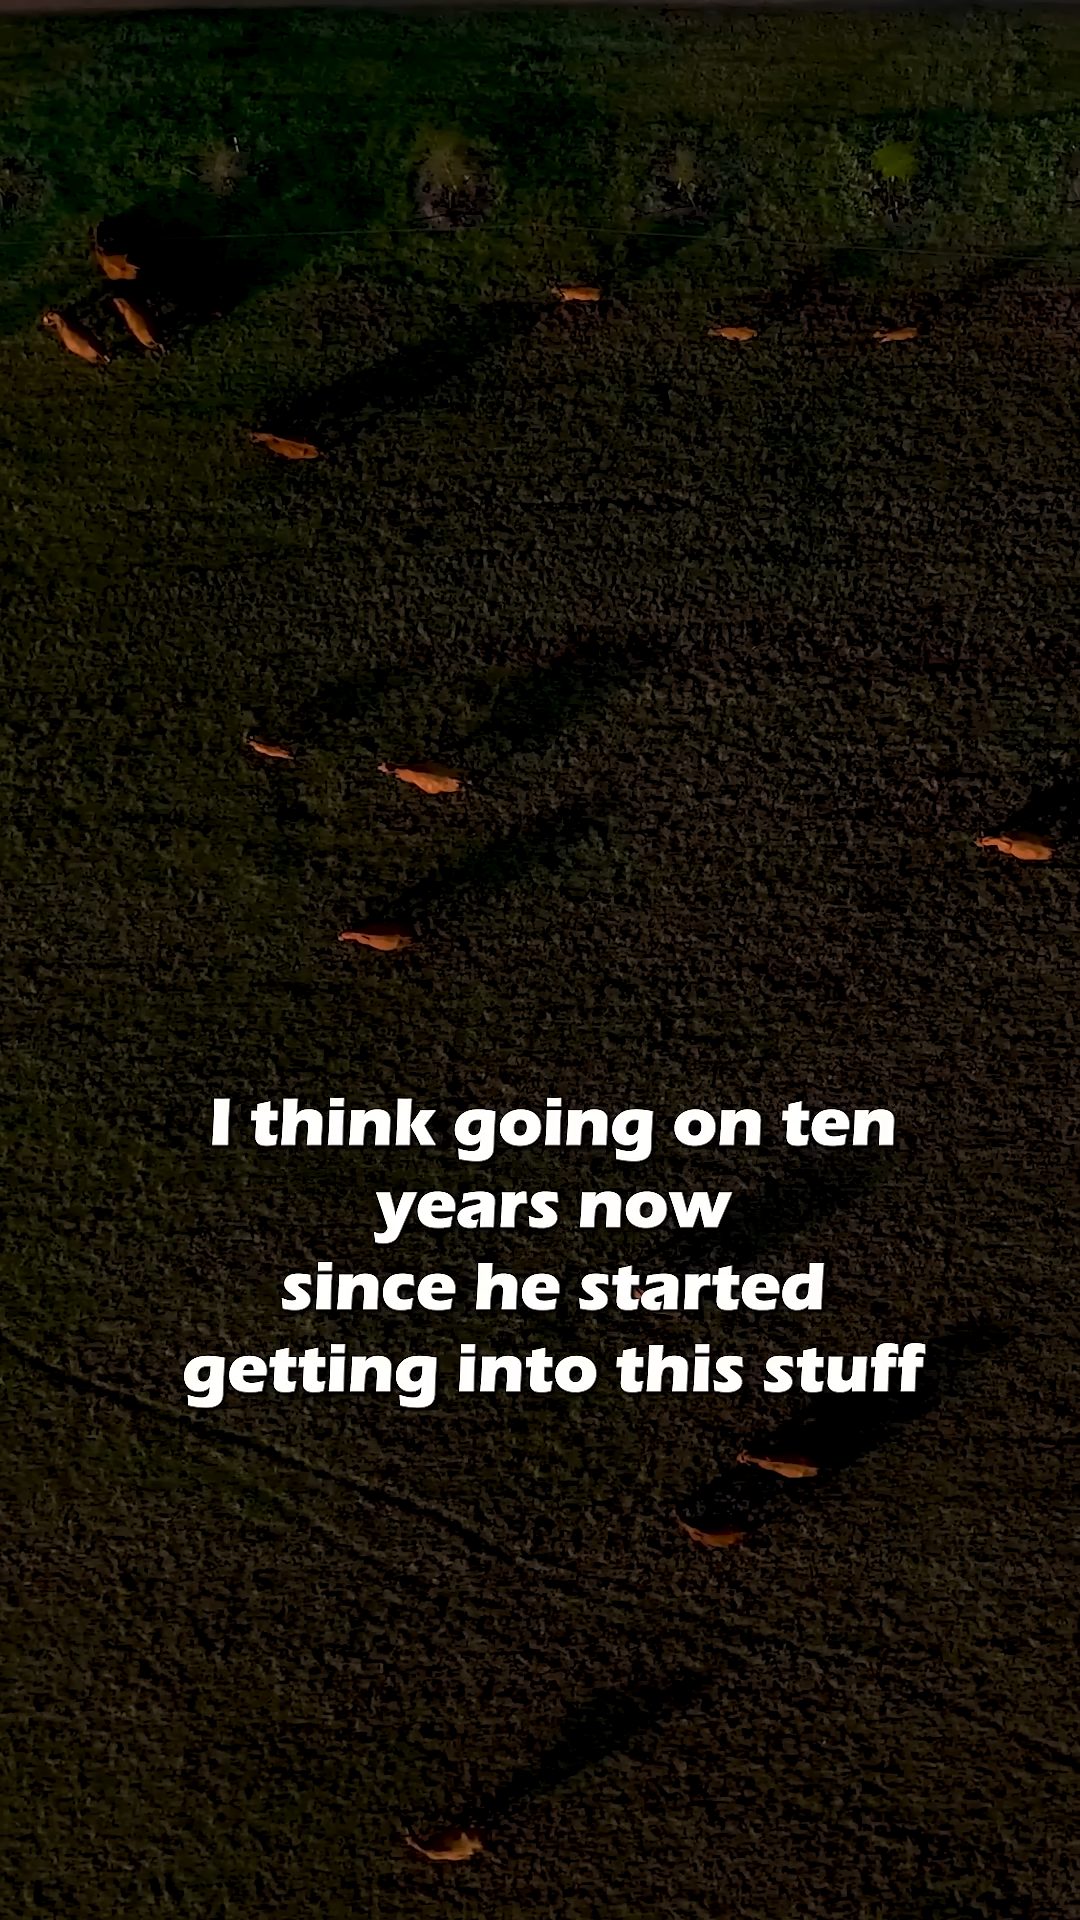 I think going on ten
years now
since he started
getting into this stuff